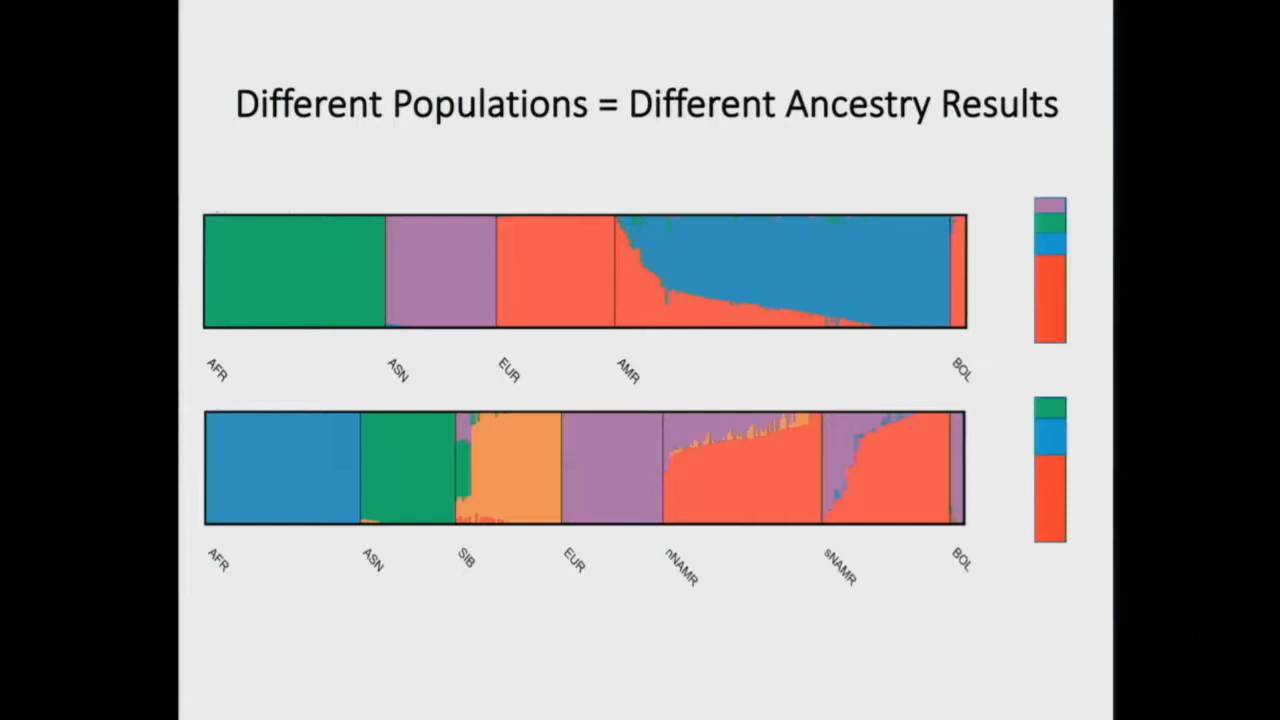 Different Populations = Different Ancestry Results
AFR
ASN
EUR
AMR
BOL
AFR
ASN
SIB
EUR
nNAMR
sNAMR
BOL